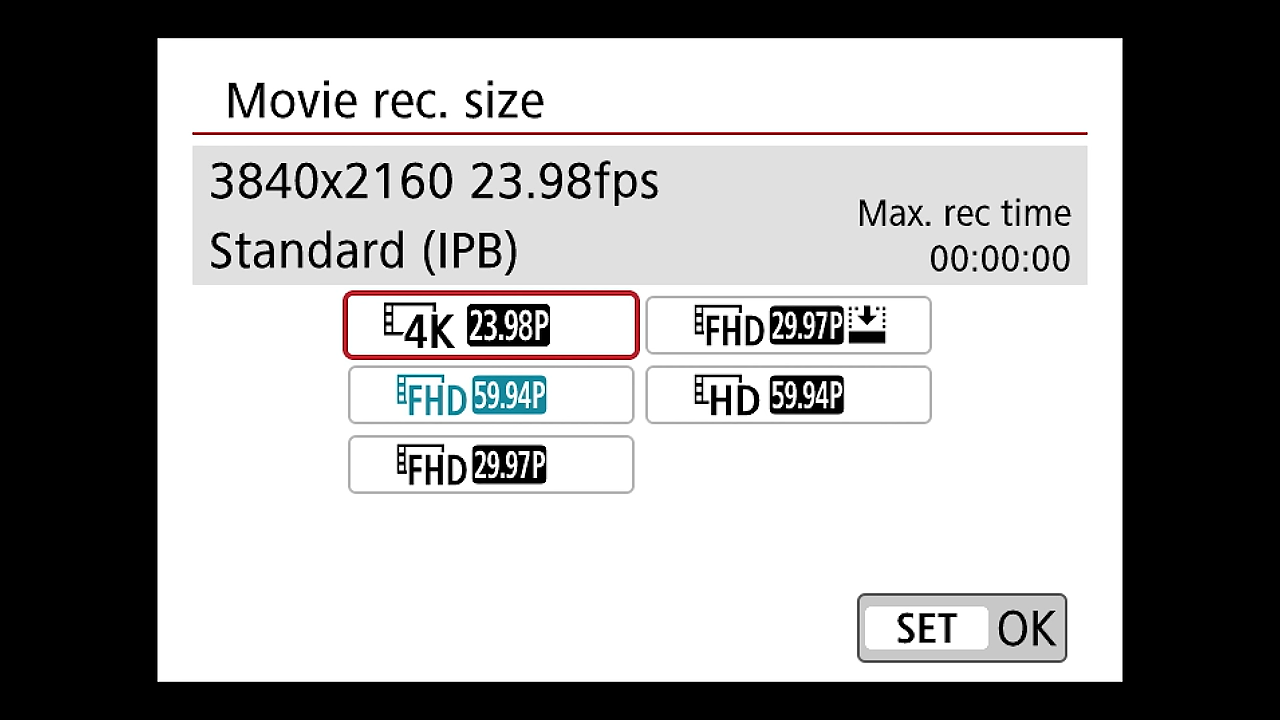 Movie rec. size
3840x2160 23.98fps
Standard (IPB)
Max. rec time
00:00:00
4K 23.98P
FHD 29.97P
FHD 59.94P
HD 59.94P
FHD 29.97P
SET OK